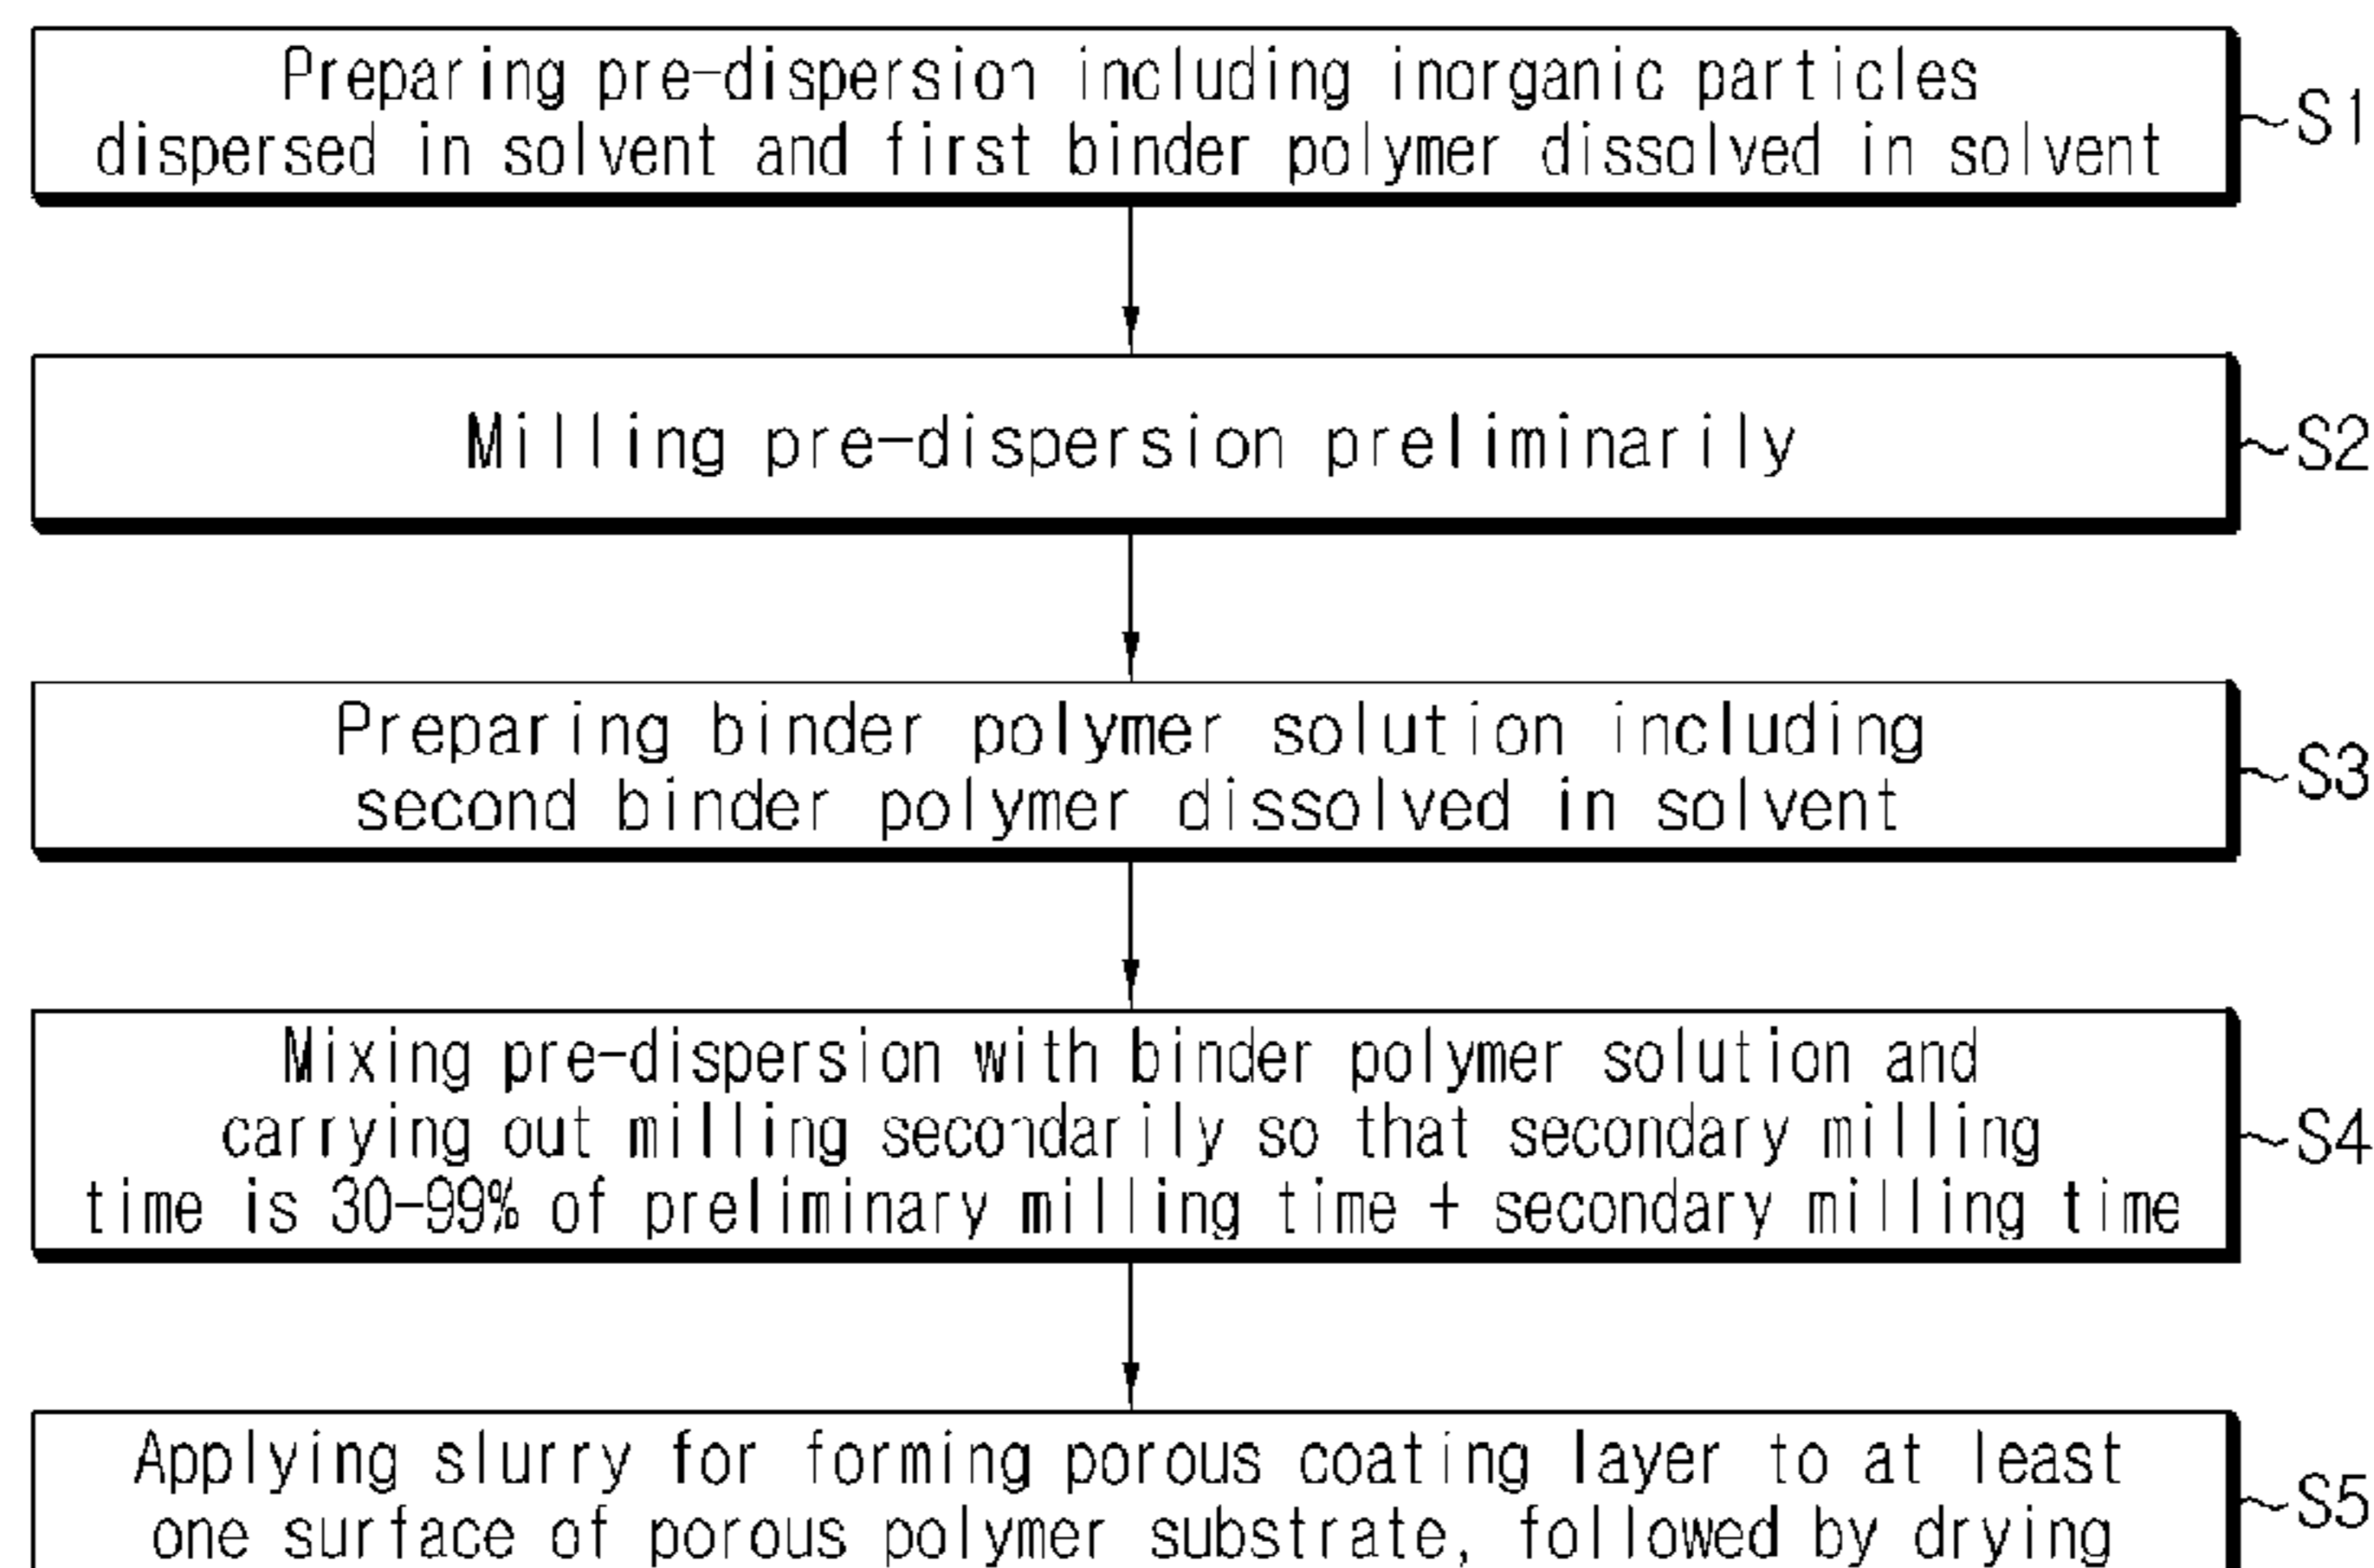 Preparing pre-dispersion including inorganic particles
dispersed in solvent and first binder polymer dissolved in solvent
S1
Milling pre-dispersion preliminarily
S2
Preparing binder polymer solution including
second binder polymer dissolved in solvent
S3
Mixing pre-dispersion with binder polymer solution and
carrying out milling secondarily so that secondary milling
time is 30-99% of preliminary milling time + secondary milling time
S4
Applying slurry for forming porous coating layer to at least
one surface of porous polymer substrate, followed by drying
S5